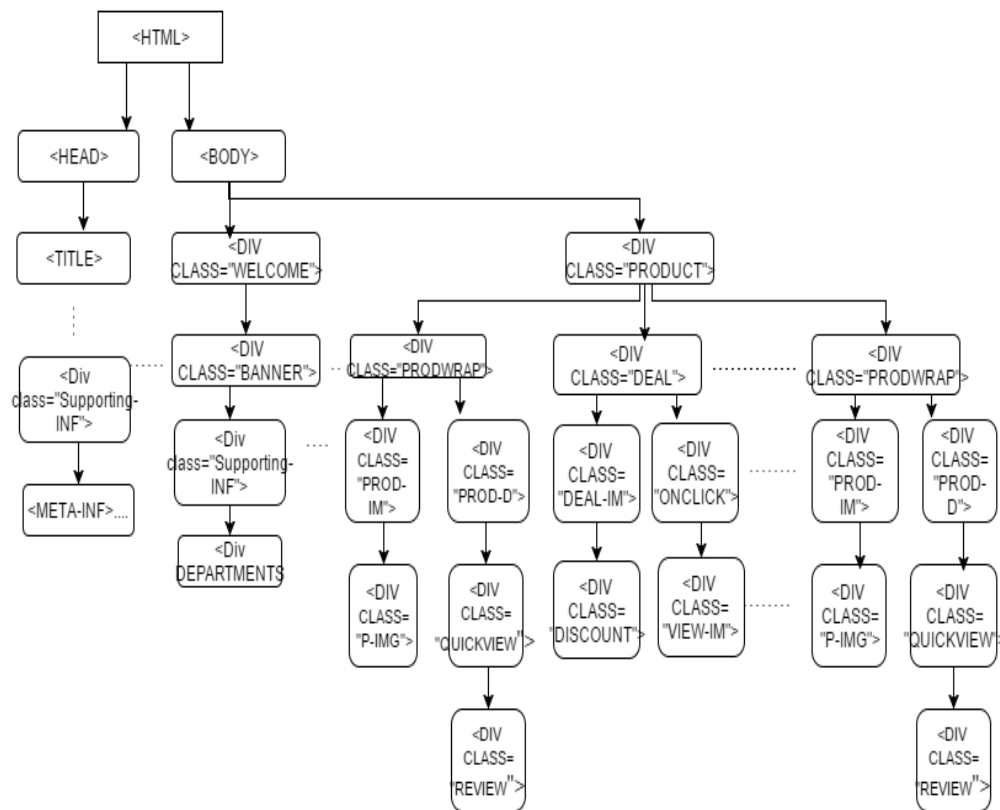 <HTML>
<HEAD>
<BODY>
<TITLE>
<DIV
CLASS="WELCOME">
<DIV
CLASS="PRODUCT">
<Div
class="Supporting-
INF">
<DIV
CLASS="BANNER">
<DIV
CLASS="PRODWRAP">
<DIV
CLASS="DEAL">
<DIV
CLASS="PRODWRAP">
<META-INF>....
<Div
class="Supporting-
INF">
<DIV
CLASS=
"PROD-
IM">
<DIV
CLASS=
"PROD-D">
<DIV
CLASS=
"DEAL-IM">
<DIV
CLASS=
"ONCLICK">
<DIV
CLASS=
"PROD-
IM">
<DIV
CLASS=
"PROD-
D">
<Div
DEPARTMENTS
<DIV
CLASS=
"P-IMG">
<DIV
CLASS=
"QUICKVIEW">
<DIV
CLASS=
"DISCOUNT">
<DIV
CLASS=
"VIEW-IM">
<DIV
CLASS=
"P-IMG">
<DIV
CLASS=
"QUICKVIEW">
<DIV
CLASS=
"REVIEW">
<DIV
CLASS=
"REVIEW">